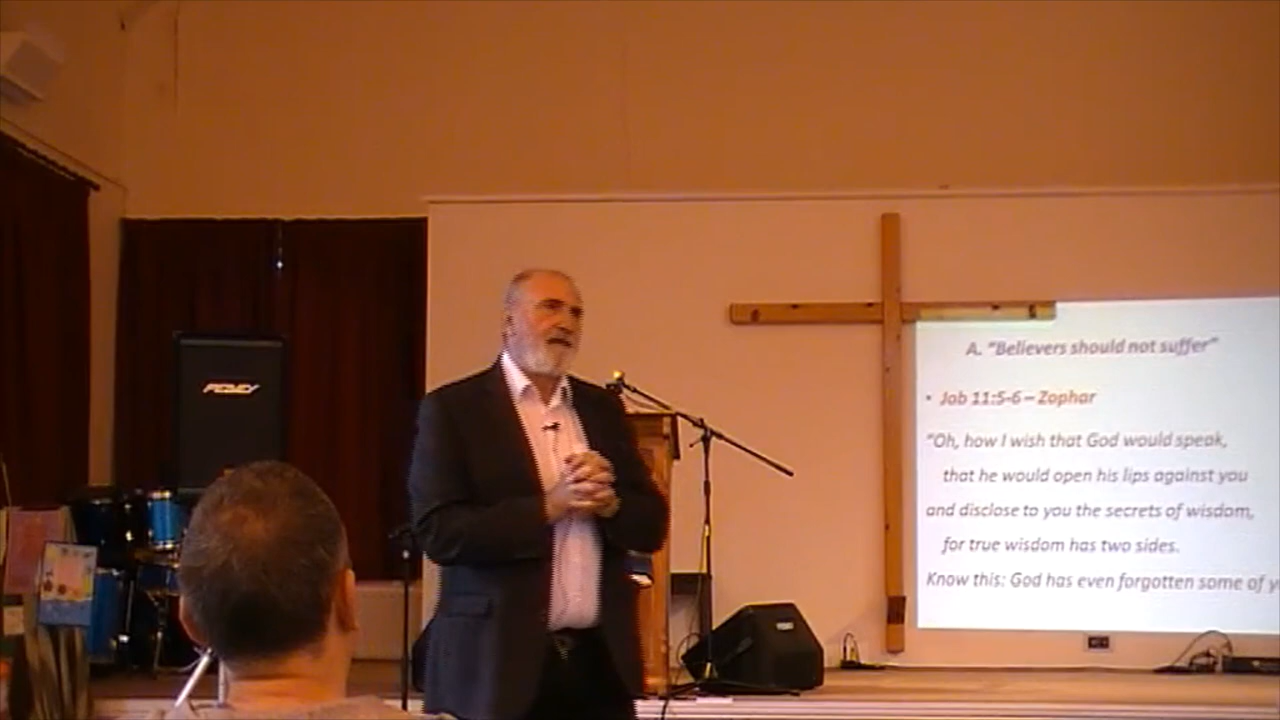 PEAVEY
A. "Believers should not suffer"
• Job 11:5-6 – Zophar
"Oh, how I wish that God would speak,
that he would open his lips against you
and disclose to you the secrets of wisdom,
for true wisdom has two sides.
Know this: God has even forgotten some of y